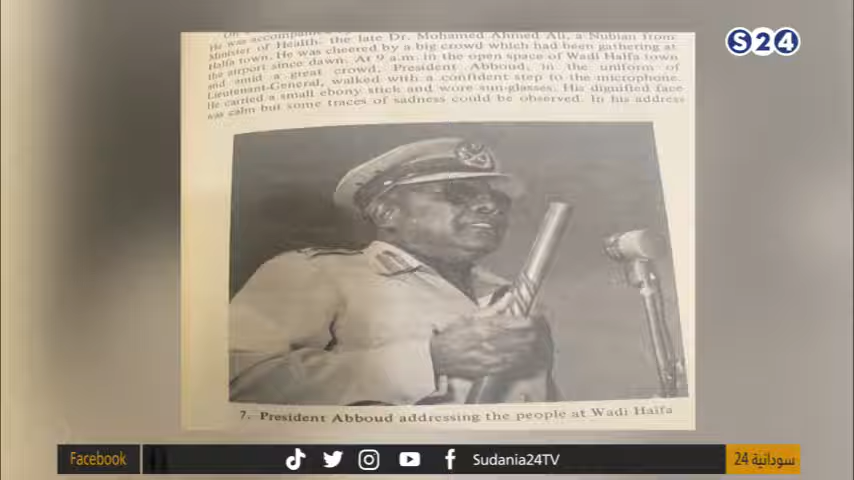 S24
He was accompanied
Minister of Health, the late Dr. Mohamed Ahmed Ali, a Nubian from
Halfa town. He was cheered by a big crowd which had been gathering at
the airport since dawn. At 9 a.m. in the open space of Wadi Halfa town
and amid a great crowd, President Abboud, in the uniform of
Lieutenant-General, walked with a confident step to the microphone.
He carried a small ebony stick and wore sun-glasses. His dignified face
was calm but some traces of sadness could be observed. In his address
7. President Abboud addressing the people at Wadi Halfa
Facebook
Sudania24TV
سودانية 24